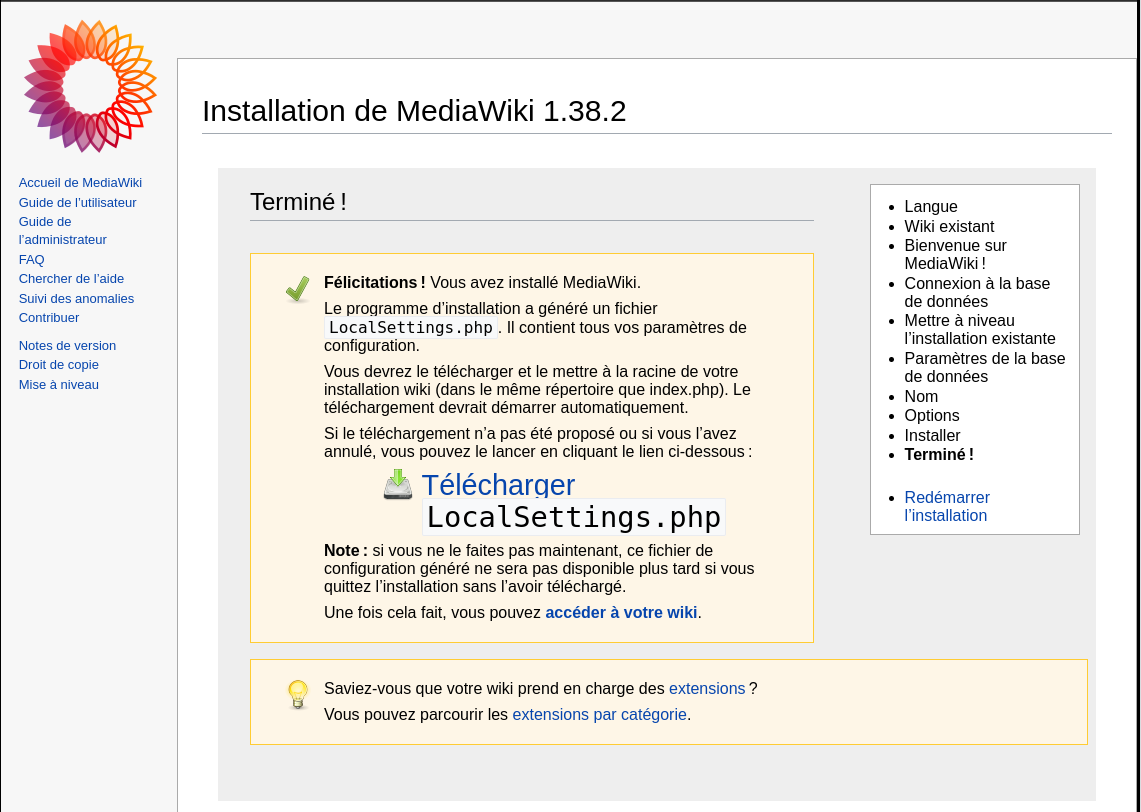 Installation de MediaWiki 1.38.2
Accueil de MediaWiki
Guide de l’utilisateur
Guide de
l’administrateur
FAQ
Chercher de l’aide
Suivi des anomalies
Contribuer
Notes de version
Droit de copie
Mise à niveau
Terminé !
Félicitations ! Vous avez installé MediaWiki.
Le programme d’installation a généré un fichier
LocalSettings.php. Il contient tous vos paramètres de
configuration.
Vous devrez le télécharger et le mettre à la racine de votre
installation wiki (dans le même répertoire que index.php). Le
téléchargement devrait démarrer automatiquement.
Si le téléchargement n’a pas été proposé ou si vous l’avez
annulé, vous pouvez le lancer en cliquant le lien ci-dessous :
Télécharger
LocalSettings.php
Note : si vous ne le faites pas maintenant, ce fichier de
configuration généré ne sera pas disponible plus tard si vous
quittez l’installation sans l’avoir téléchargé.
Une fois cela fait, vous pouvez accéder à votre wiki.
Saviez-vous que votre wiki prend en charge des extensions ?
Vous pouvez parcourir les extensions par catégorie.
Langue
Wiki existant
Bienvenue sur
MediaWiki !
Connexion à la base
de données
Mettre à niveau
l’installation existante
Paramètres de la base
de données
Nom
Options
Installer
Terminé !
Redémarrer
l’installation